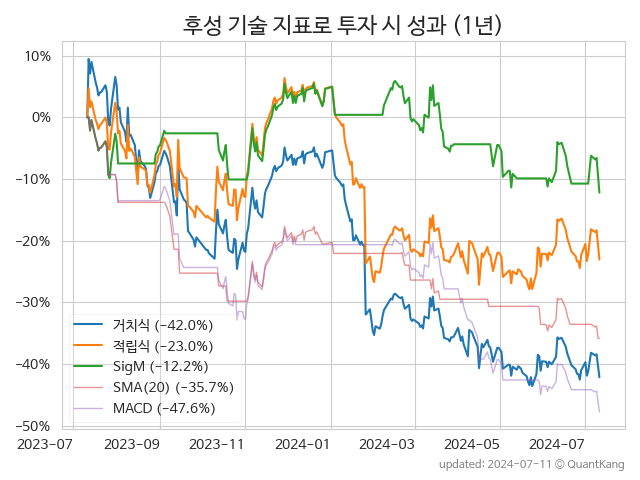 후성 기술 지표로 투자 시 성과 (1년)
10%
0%
−10%
−20%
−30%
−40%
−50%
거치식 (−42.0%)
적립식 (−23.0%)
SigM (−12.2%)
SMA(20) (−35.7%)
MACD (−47.6%)
2023-07 2023-09 2023-11 2024-01 2024-03 2024-05 2024-07
updated: 2024-07-11 © QuantKang